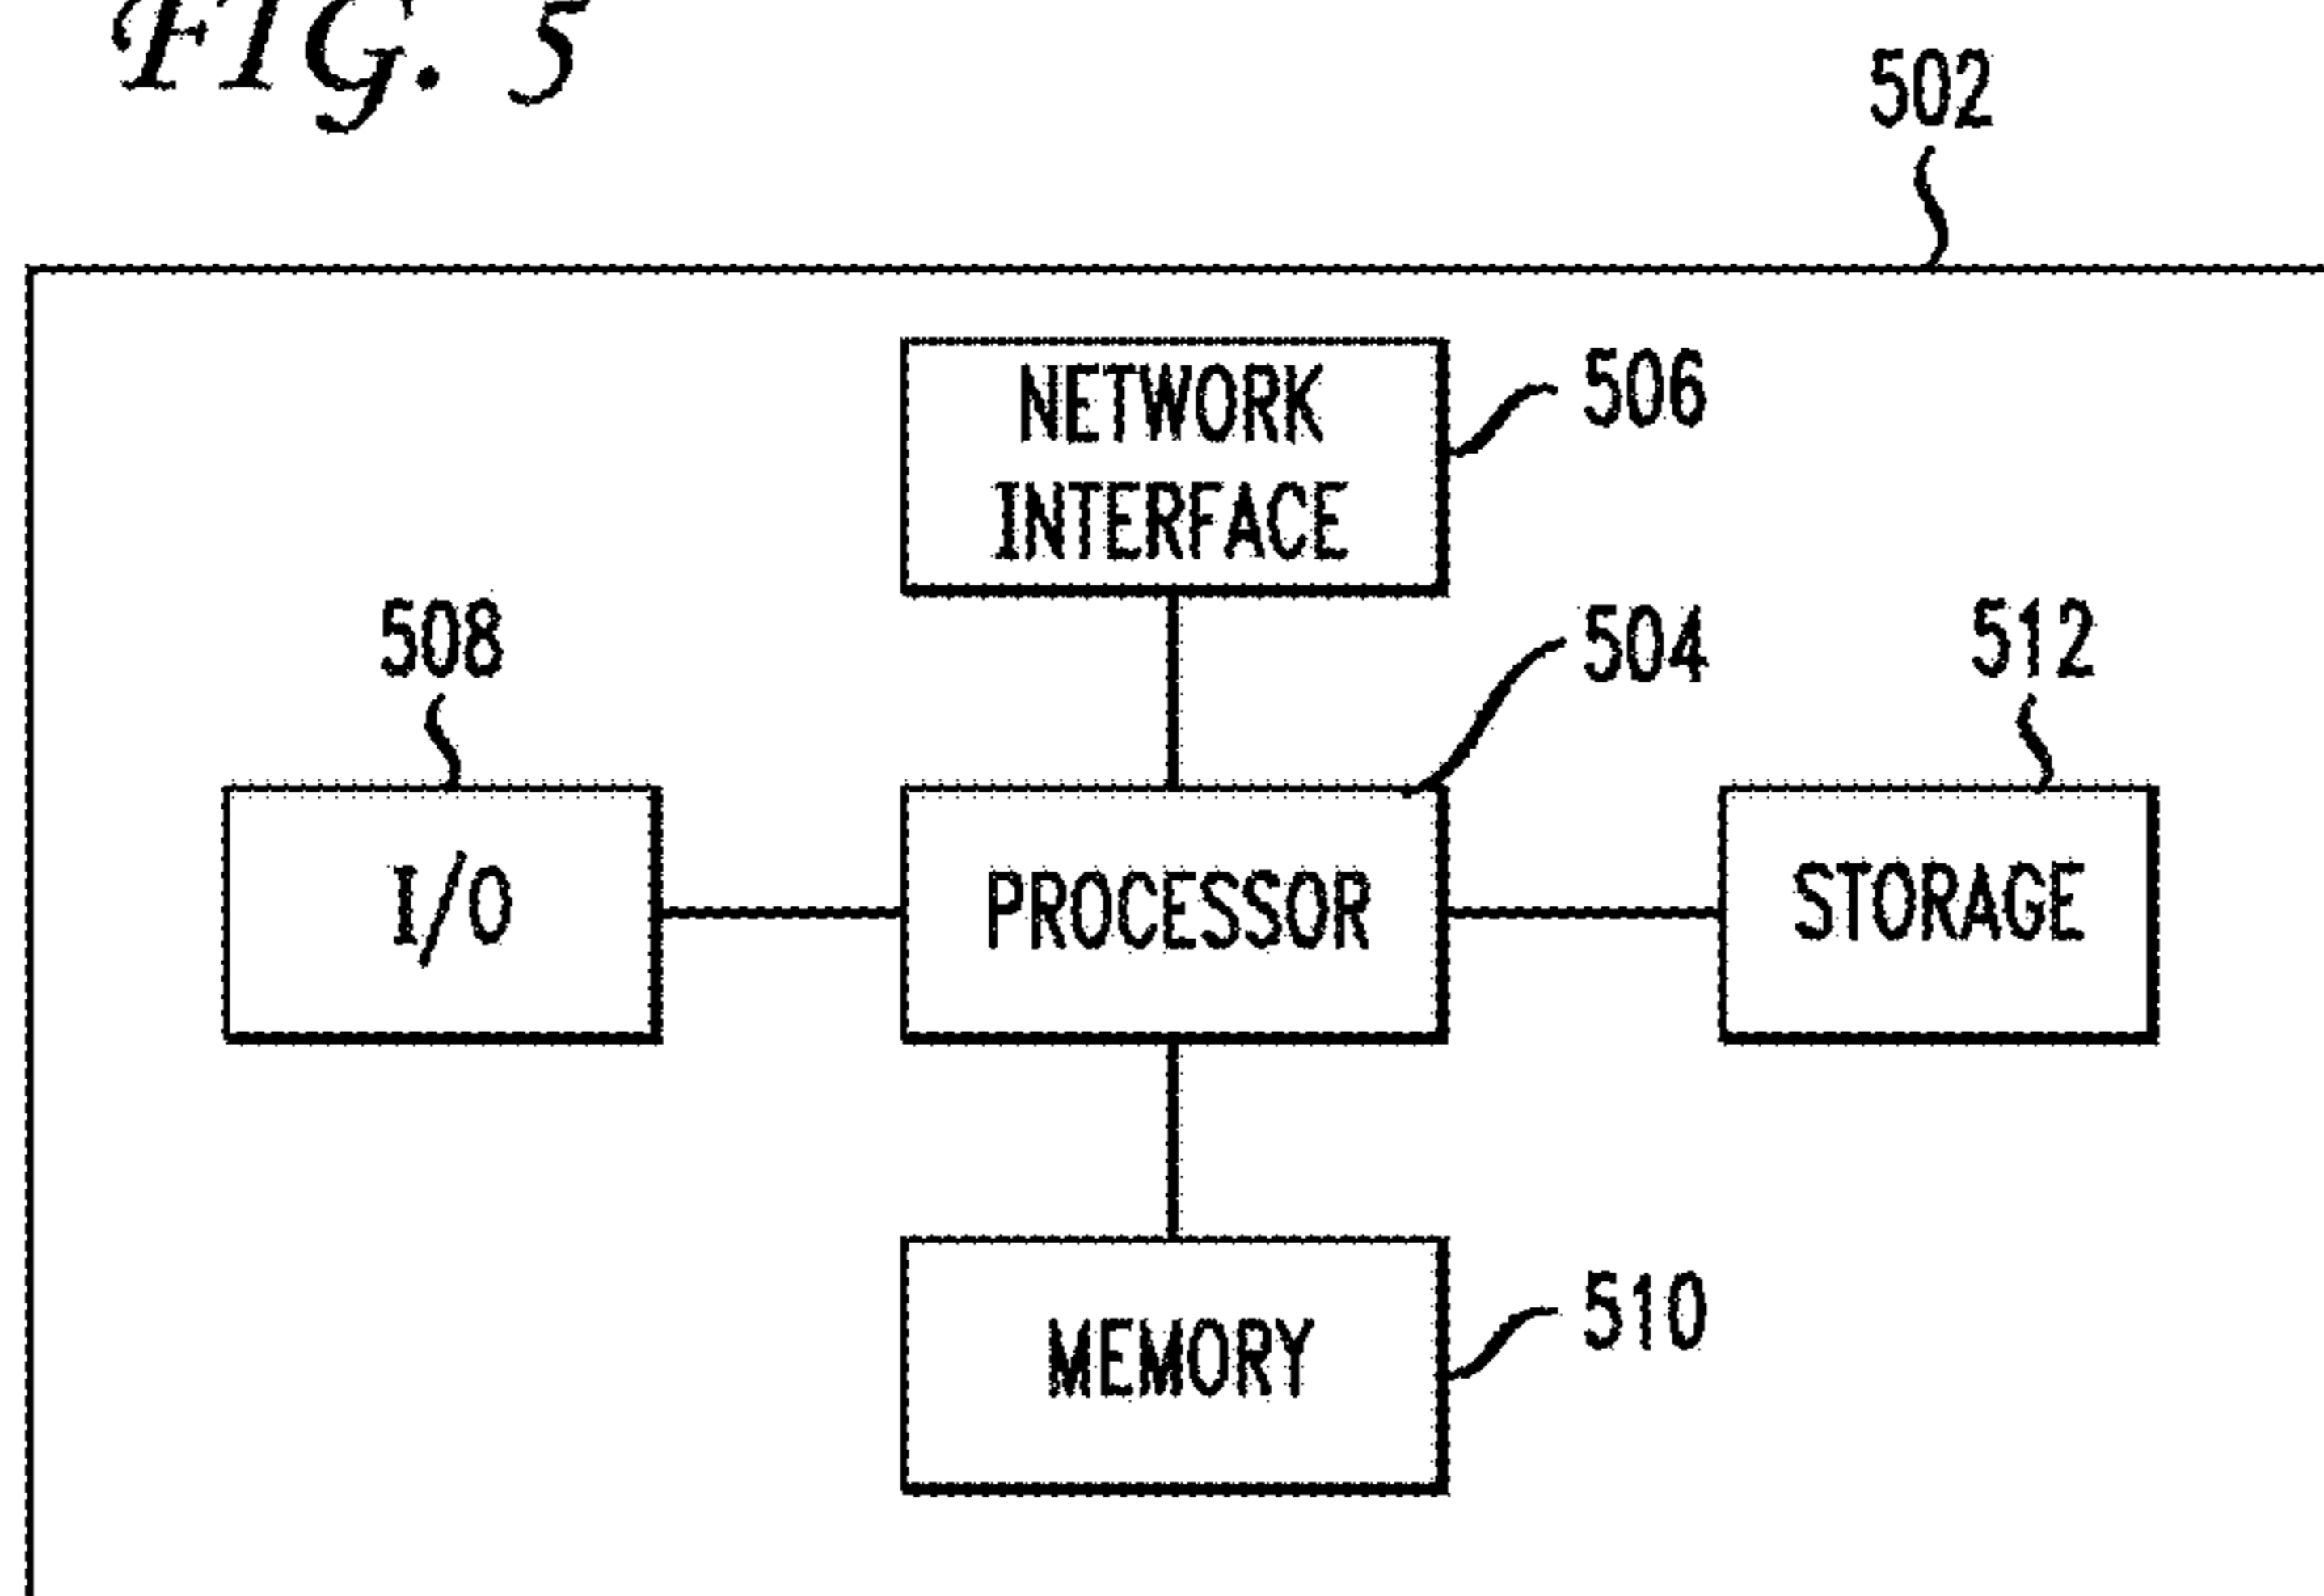 FIG. 5
502
NETWORK
INTERFACE
506
508
504
512
I/O
PROCESSOR
STORAGE
MEMORY
510